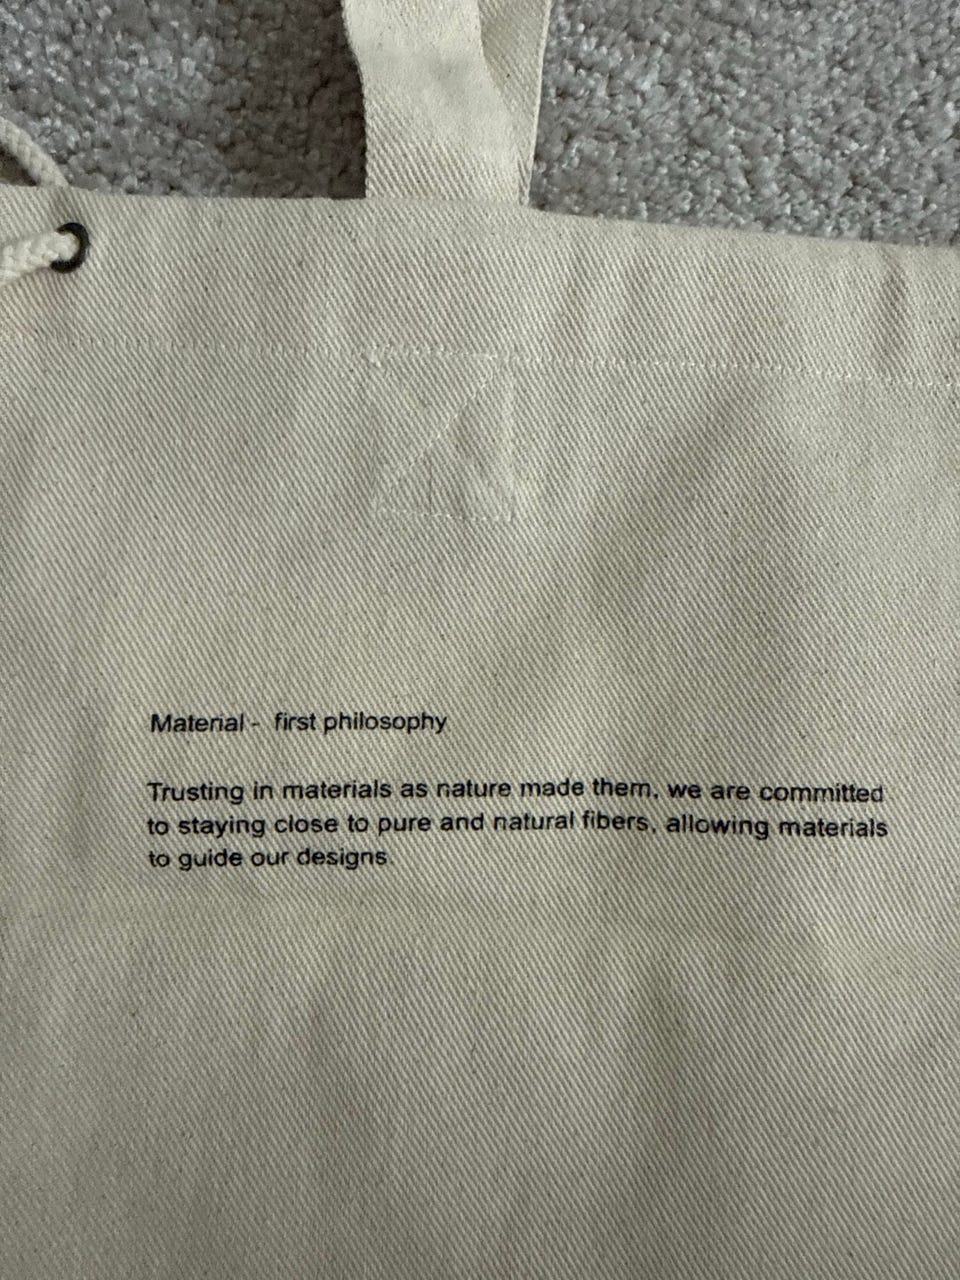 Material - first philosophy
Trusting in materials as nature made them, we are committed
to staying close to pure and natural fibers, allowing materials
to guide our designs.